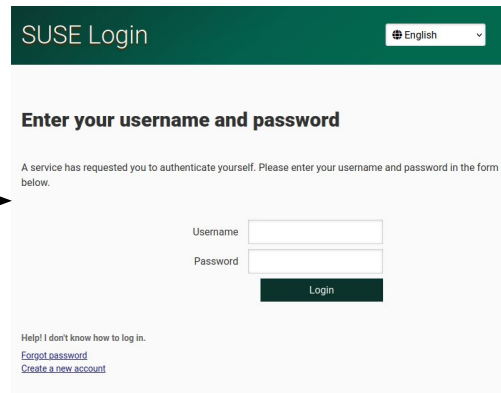 SUSE Login
English
Enter your username and password
A service has requested you to authenticate yourself. Please enter your username and password in the form
below.
Username
Password
Login
Help! I don't know how to log in.
Forgot password
Create a new account